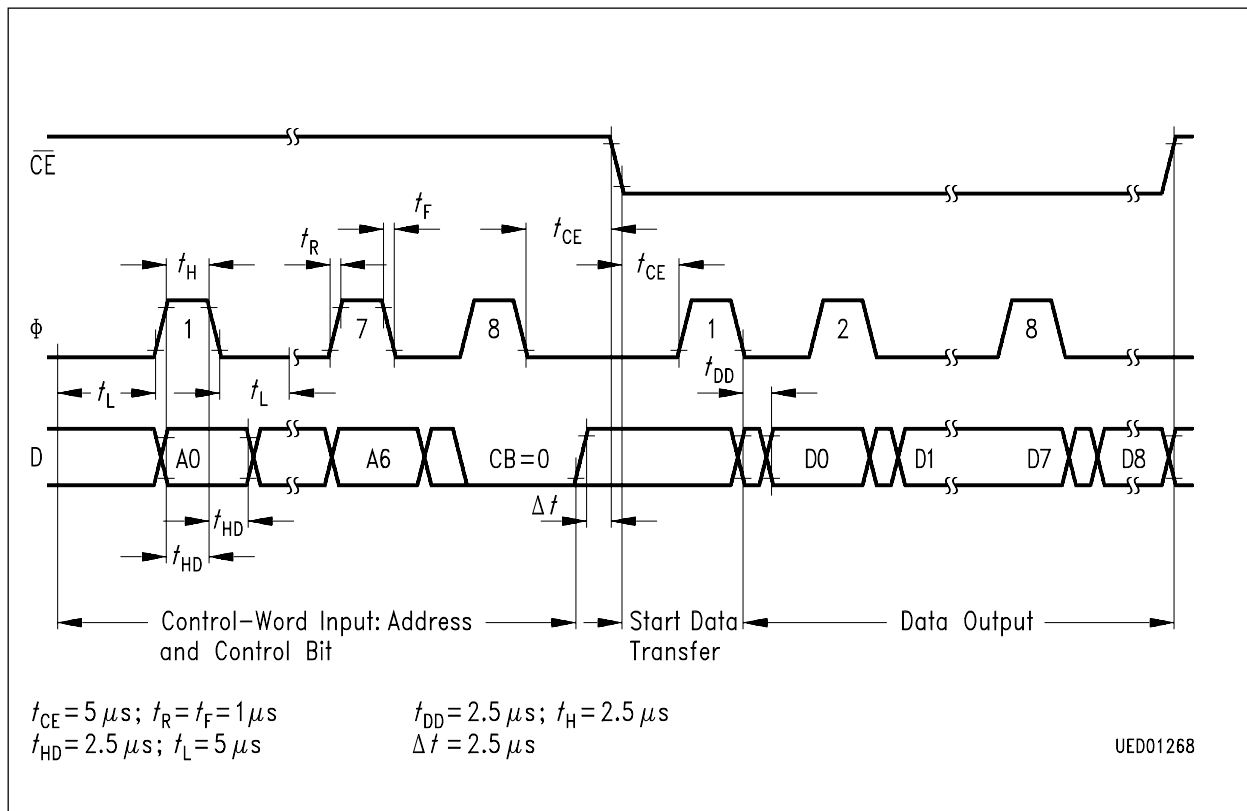 CE
t_F
t_CE
t_R
t_H
t_CE
Φ
1
7
8
1
2
8
t_DD
t_L
t_L
D
A0
A6
CB=0
D0
D1
D7
D8
Δt
t_HD
t_HD
Control-Word Input: Address
and Control Bit
Start Data
Transfer
Data Output
t_CE = 5 μs; t_R = t_F = 1 μs
t_DD = 2.5 μs; t_H = 2.5 μs
t_HD = 2.5 μs; t_L = 5 μs
Δt = 2.5 μs
UED01268